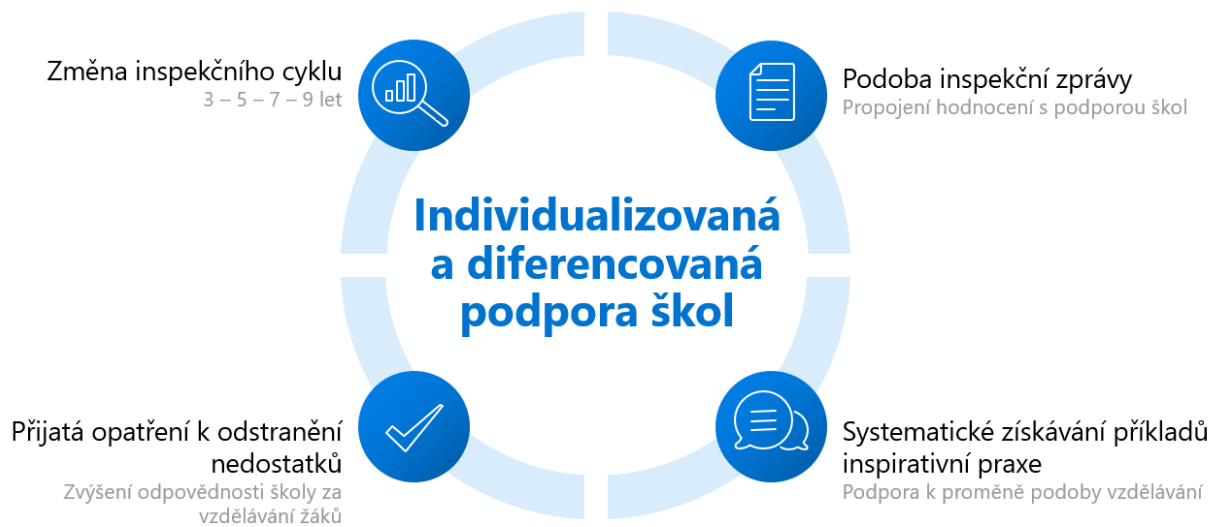 Změna inspekčního cyklu
3 – 5 – 7 – 9 let
Podoba inspekční zprávy
Propojení hodnocení s podporou škol
Individualizovaná
a diferencovaná
podpora škol
Přijatá opatření k odstranění
nedostatků
Zvýšení odpovědnosti školy za
vzdělávání žáků
Systematické získávání příkladů
inspirativní praxe
Podpora k proměně podoby vzdělávání